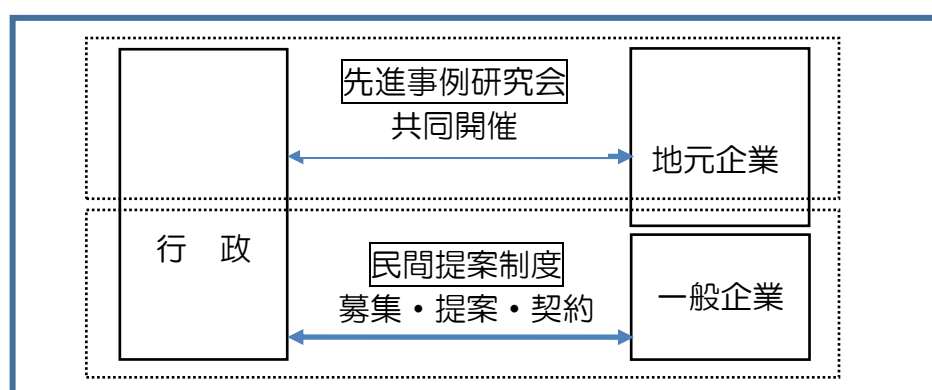 先進事例研究会
共同開催
地元企業
行　政
民間提案制度
募集・提案・契約
一般企業